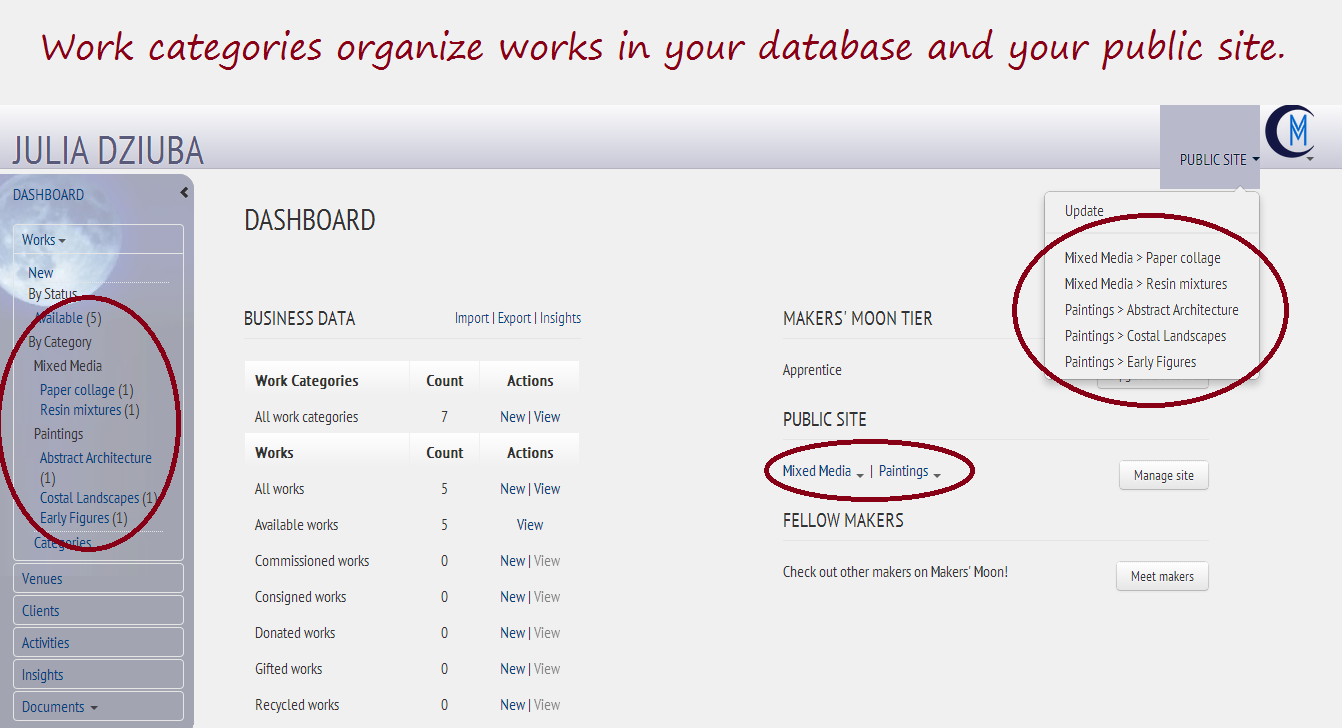 Work categories organize works in your database and your public site.
JULIA DZIUBA
PUBLIC SITE
M
DASHBOARD
Works
New
By Status
Available (5)
By Category
Mixed Media
Paper collage (1)
Resin mixtures (1)
Paintings
Abstract Architecture
(1)
Costal Landscapes (1)
Early Figures (1)
Categories
Venues
Clients
Activities
Insights
Documents
DASHBOARD
BUSINESS DATA Import | Export | Insights
Work Categories Count Actions
All work categories 7 New | View
Works Count Actions
All works 5 New | View
Available works 5 View
Commissioned works 0 New | View
Consigned works 0 New | View
Donated works 0 New | View
Gifted works 0 New | View
Recycled works 0 New | View
Update
Mixed Media > Paper collage
Mixed Media > Resin mixtures
Paintings > Abstract Architecture
Paintings > Costal Landscapes
Paintings > Early Figures
MAKERS' MOON TIER
Apprentice
PUBLIC SITE
Mixed Media | Paintings
Manage site
FELLOW MAKERS
Check out other makers on Makers' Moon!
Meet makers